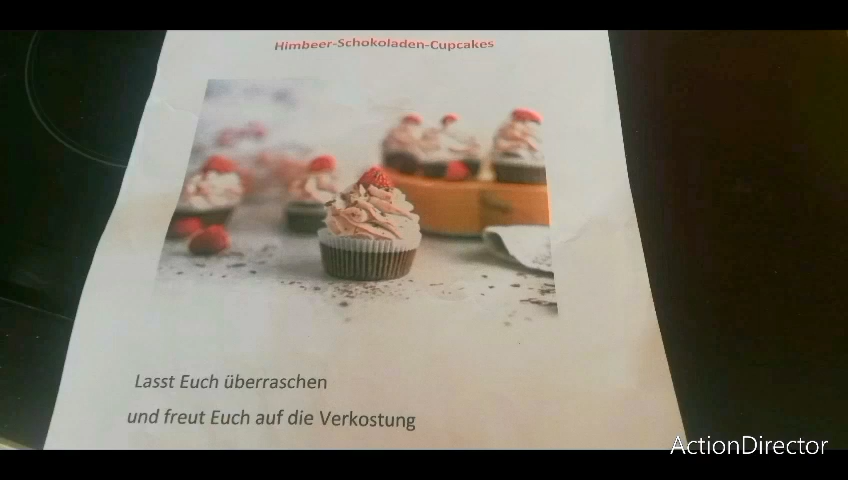 Himbeer-Schokoladen-Cupcakes
Lasst Euch überraschen
und freut Euch auf die Verkostung
ActionDirector